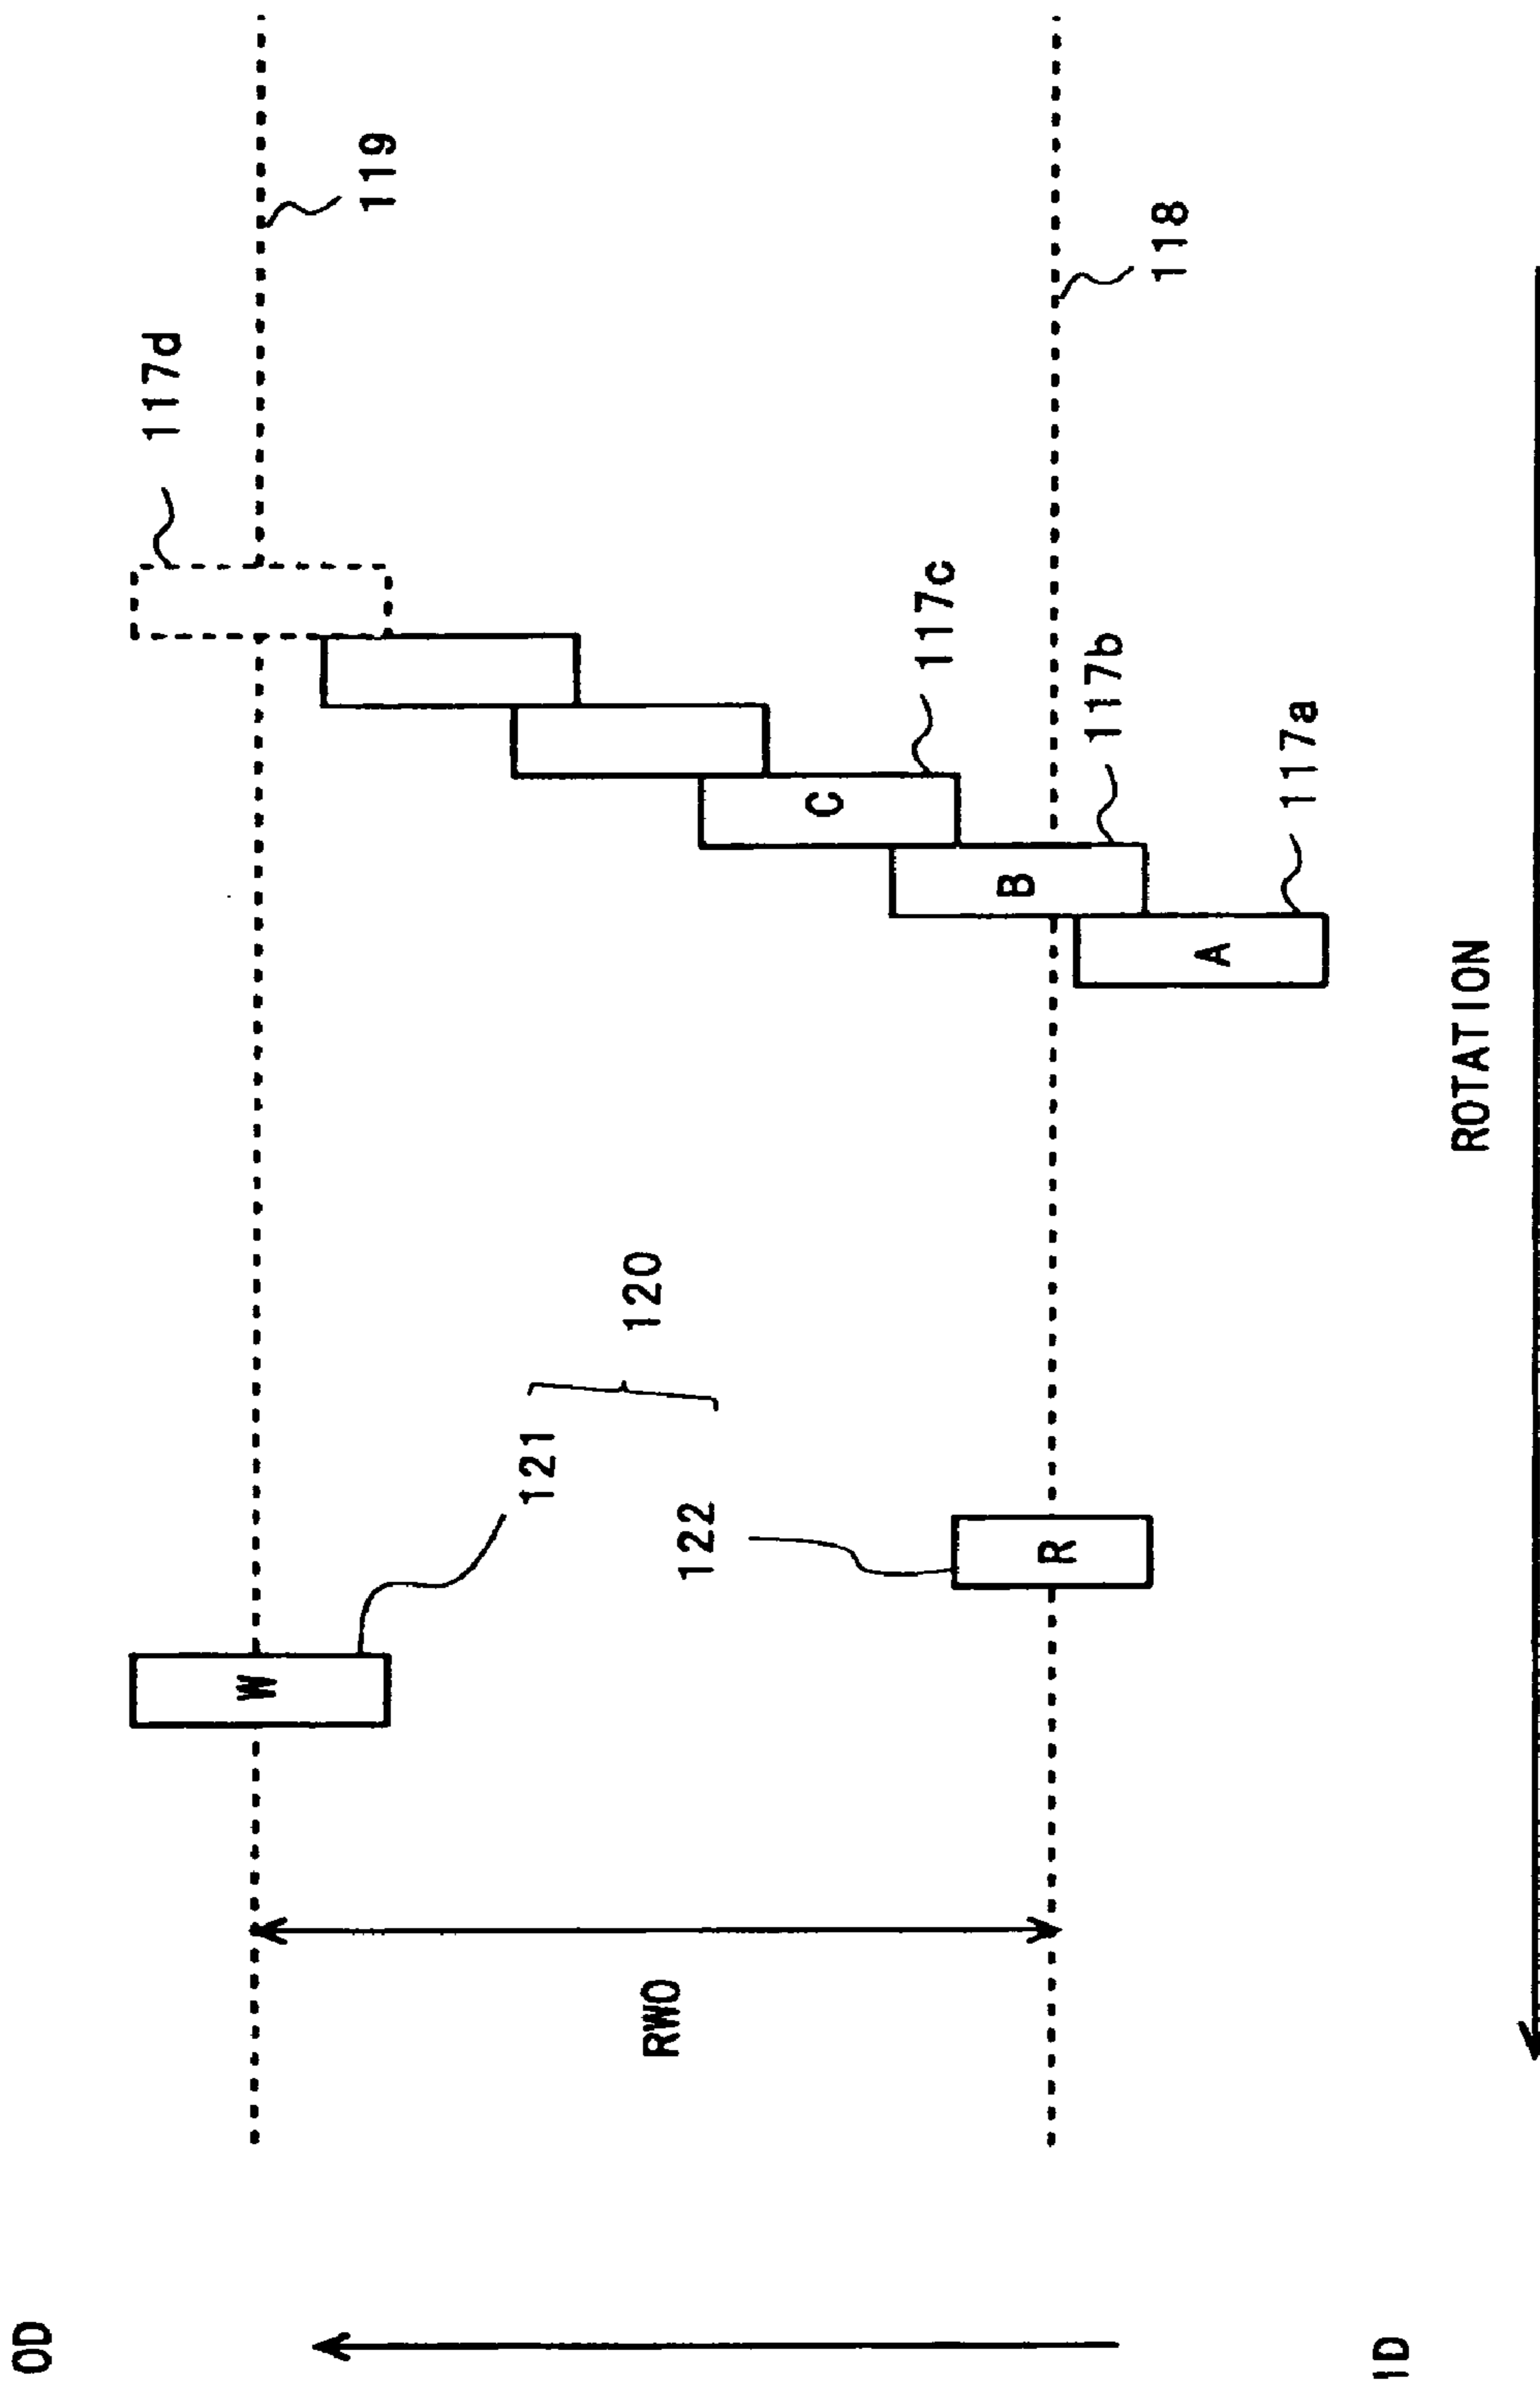 OD
117d
W
119
121
120
RWO
122
C
117c
B
R
117b
118
A
117a
ID
ROTATION